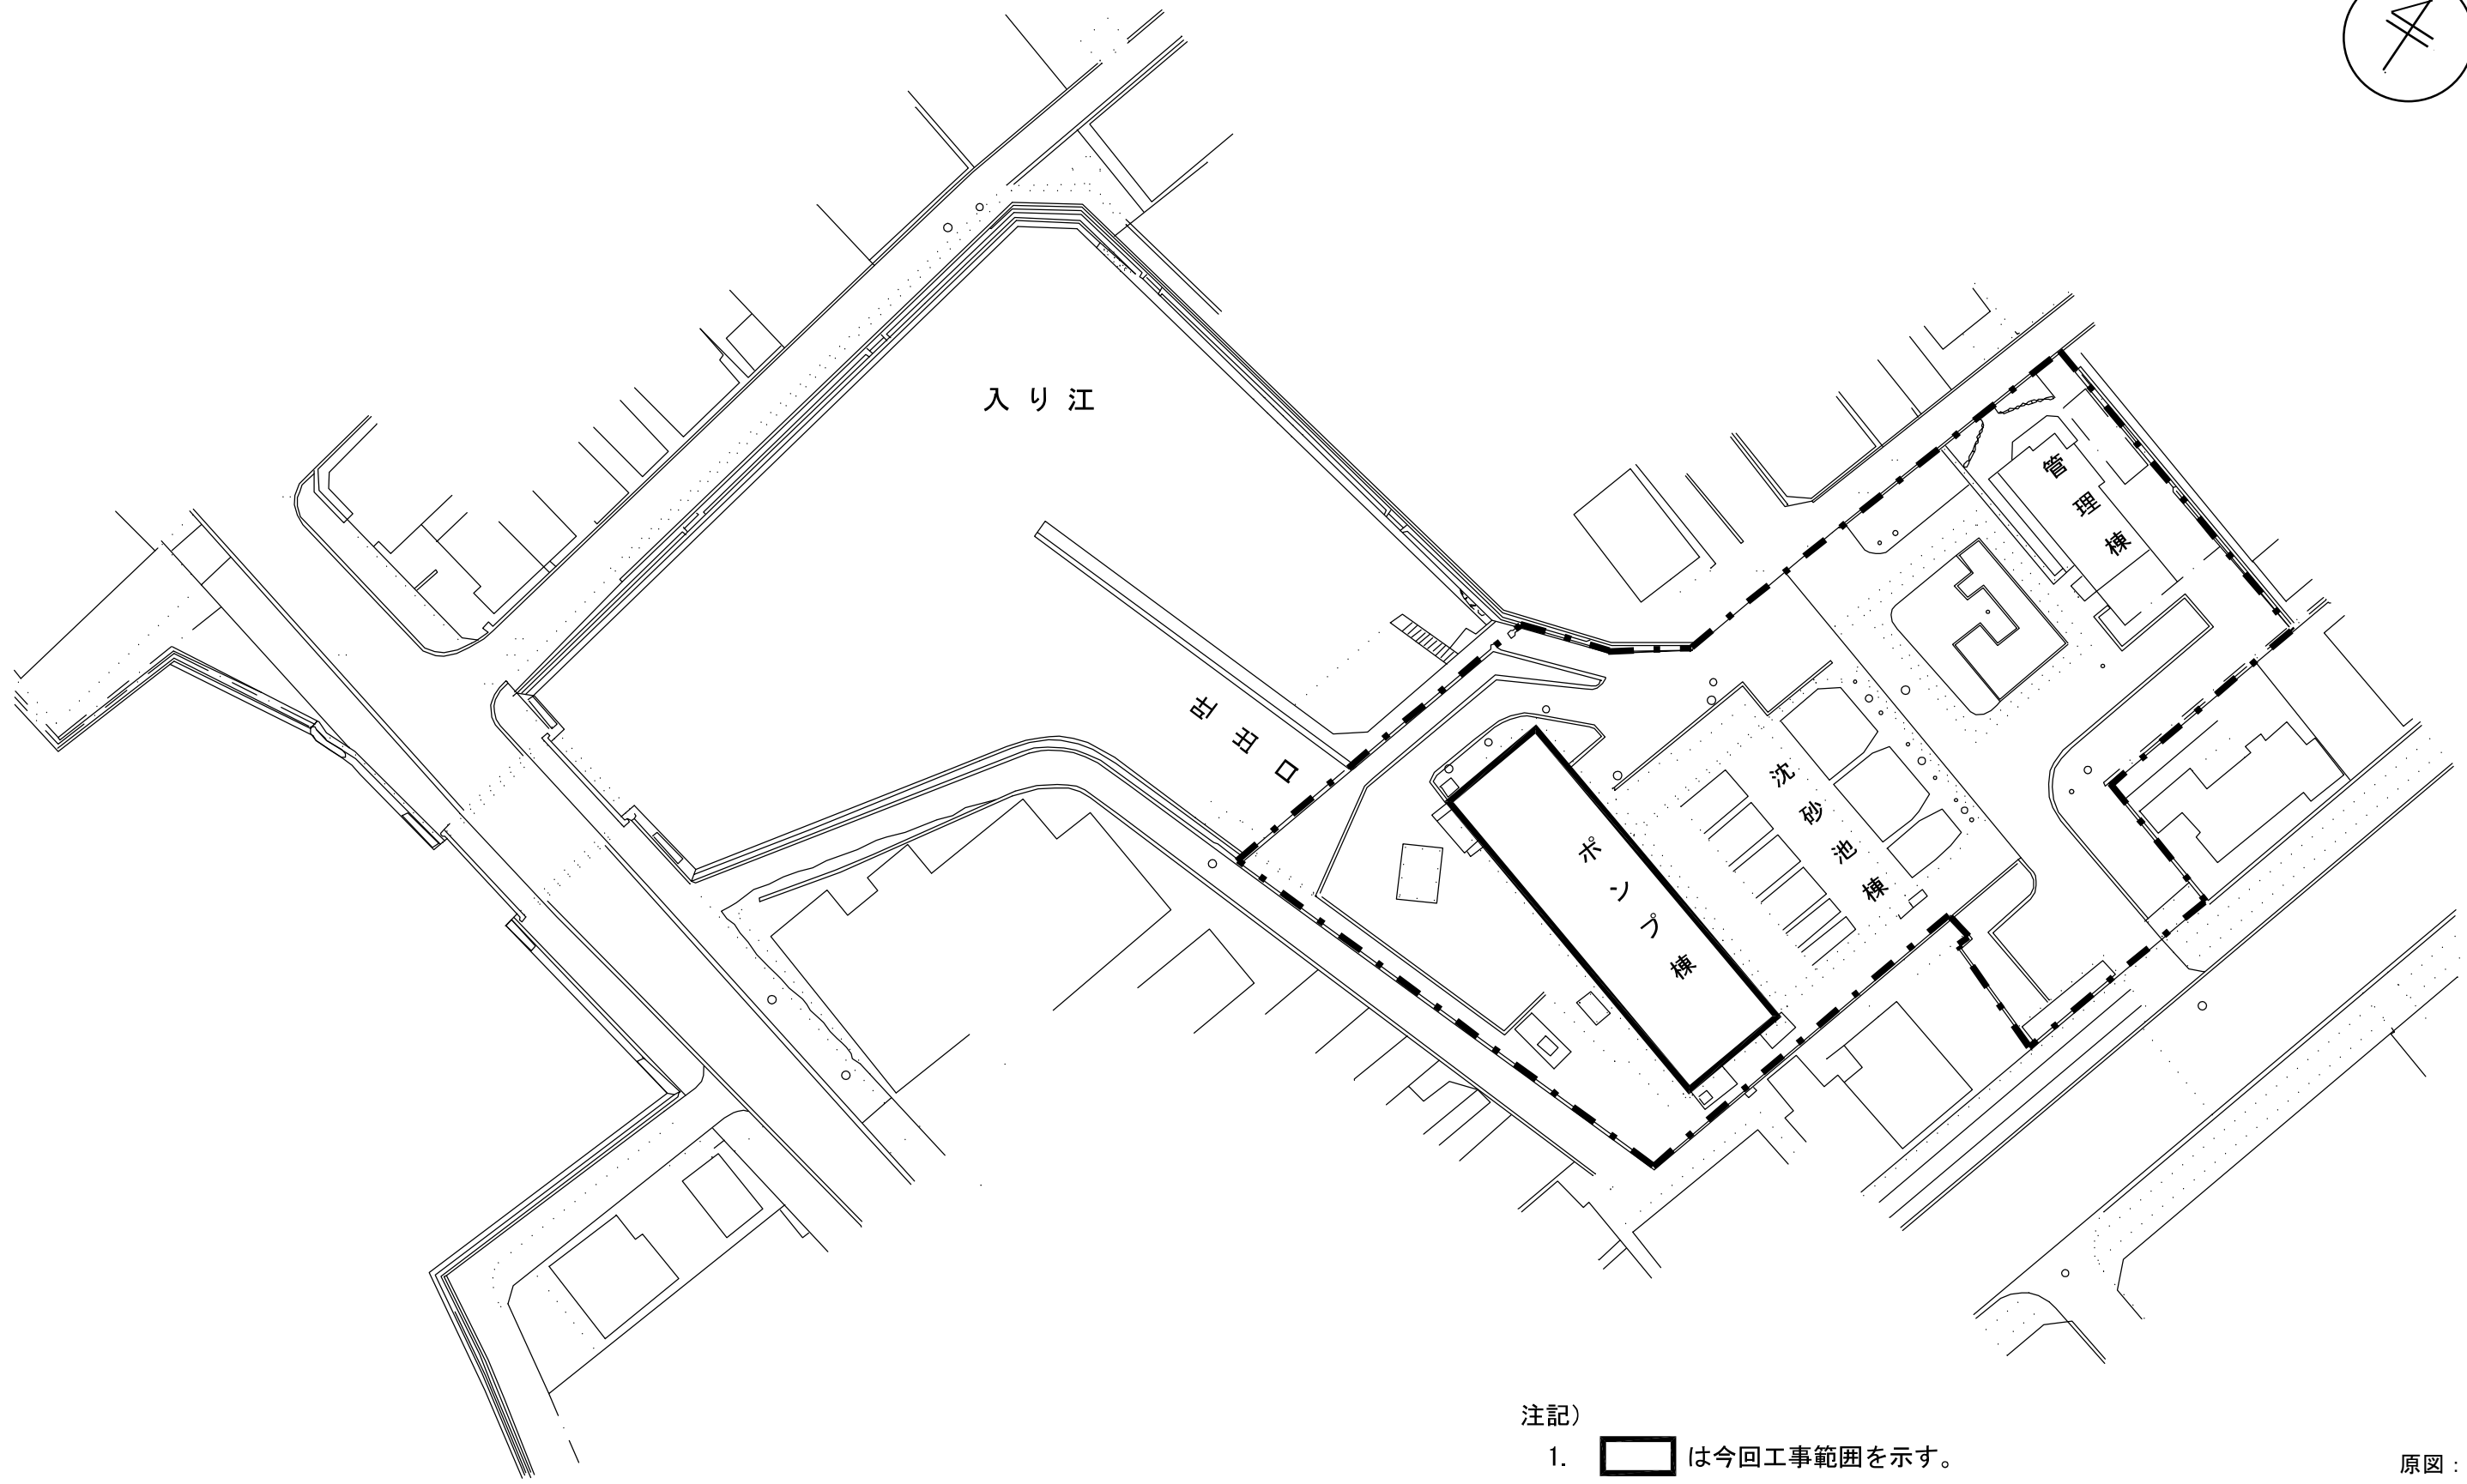 入り江
管理棟
吐出口
沈砂池棟
ポンプ棟
注記）
1. は今回工事範囲を示す。
原図：